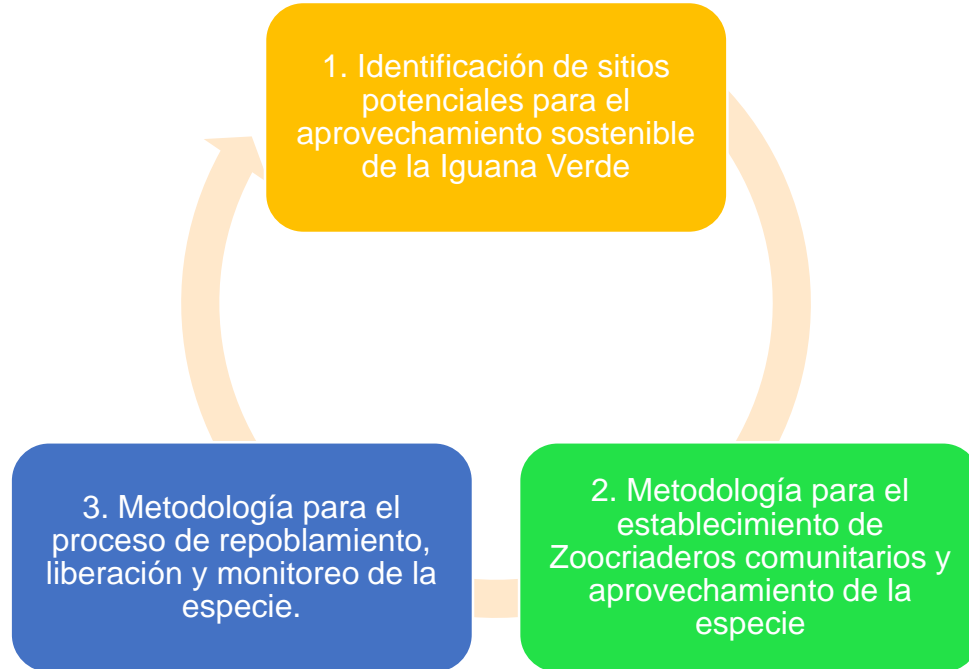 1. Identificación de sitios
potenciales para el
aprovechamiento sostenible
de la Iguana Verde
2. Metodología para el
establecimiento de
Zoocriaderos comunitarios y
aprovechamiento de la
especie
3. Metodología para el
proceso de repoblamiento,
liberación y monitoreo de la
especie.